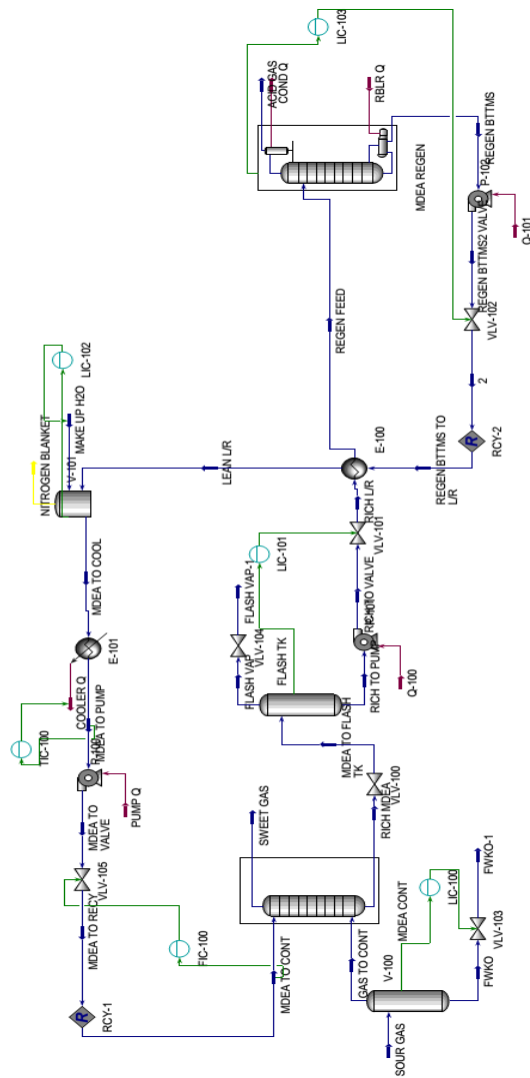 LIC-103
ACID GAS
COND Q
RBLR Q
MDEA REGEN
REGEN BTTMS
P-102
REGEN BTTMS2 VALVE
Q-101
VLV-102
2
RCY-2
REGEN BTTMS TO
L/R
REGEN FEED
E-100
LEAN L/R
RICH L/R
NITROGEN BLANKET
LIC-102
MAKE UP H2O
V-101
MDEA TO COOL
E-101
COOLER Q
TIC-100
MDEA TO PUMP
P-100
PUMP Q
MDEA TO
VALVE
VLV-105
MDEA TO RECY
RCY-1
FIC-100
MDEA TO CONT
SWEET GAS
RICH MDEA
VLV-100
MDEA TO FLASH
TK
FLASH VAP
VLV-104
FLASH VAP-1
FLASH TK
LIC-101
VLV-101
RICH TO VALVE
RICH TO PUMP
Q-100
GAS TO CONT
V-100
MDEA CONT
LIC-100
FWKO
VLV-103
FWKO-1
SOUR GAS